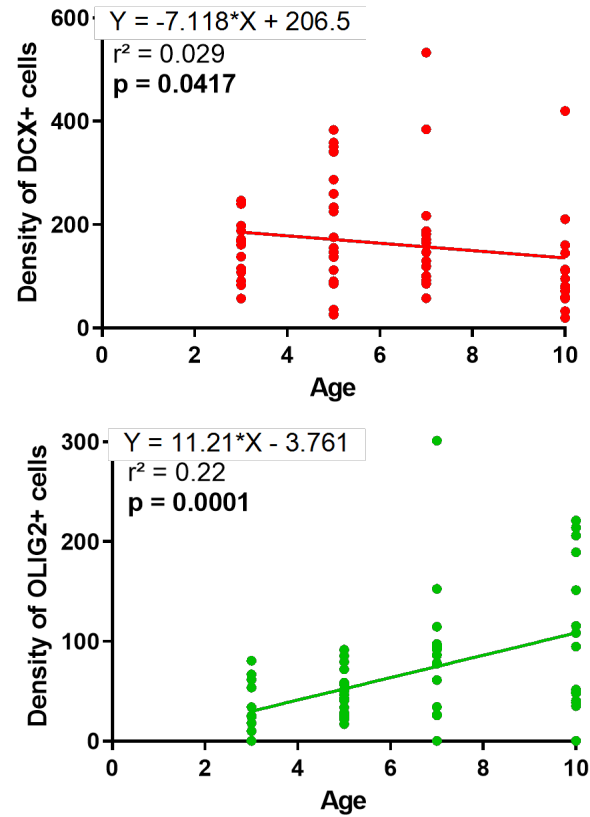 Y = -7.118*X + 206.5
r² = 0.029
p = 0.0417
Density of DCX+ cells
600
400
200
0
0 2 4 6 8 10
Age
Y = 11.21*X - 3.761
r² = 0.22
p = 0.0001
Density of OLIG2+ cells
300
200
100
0
0 2 4 6 8 10
Age